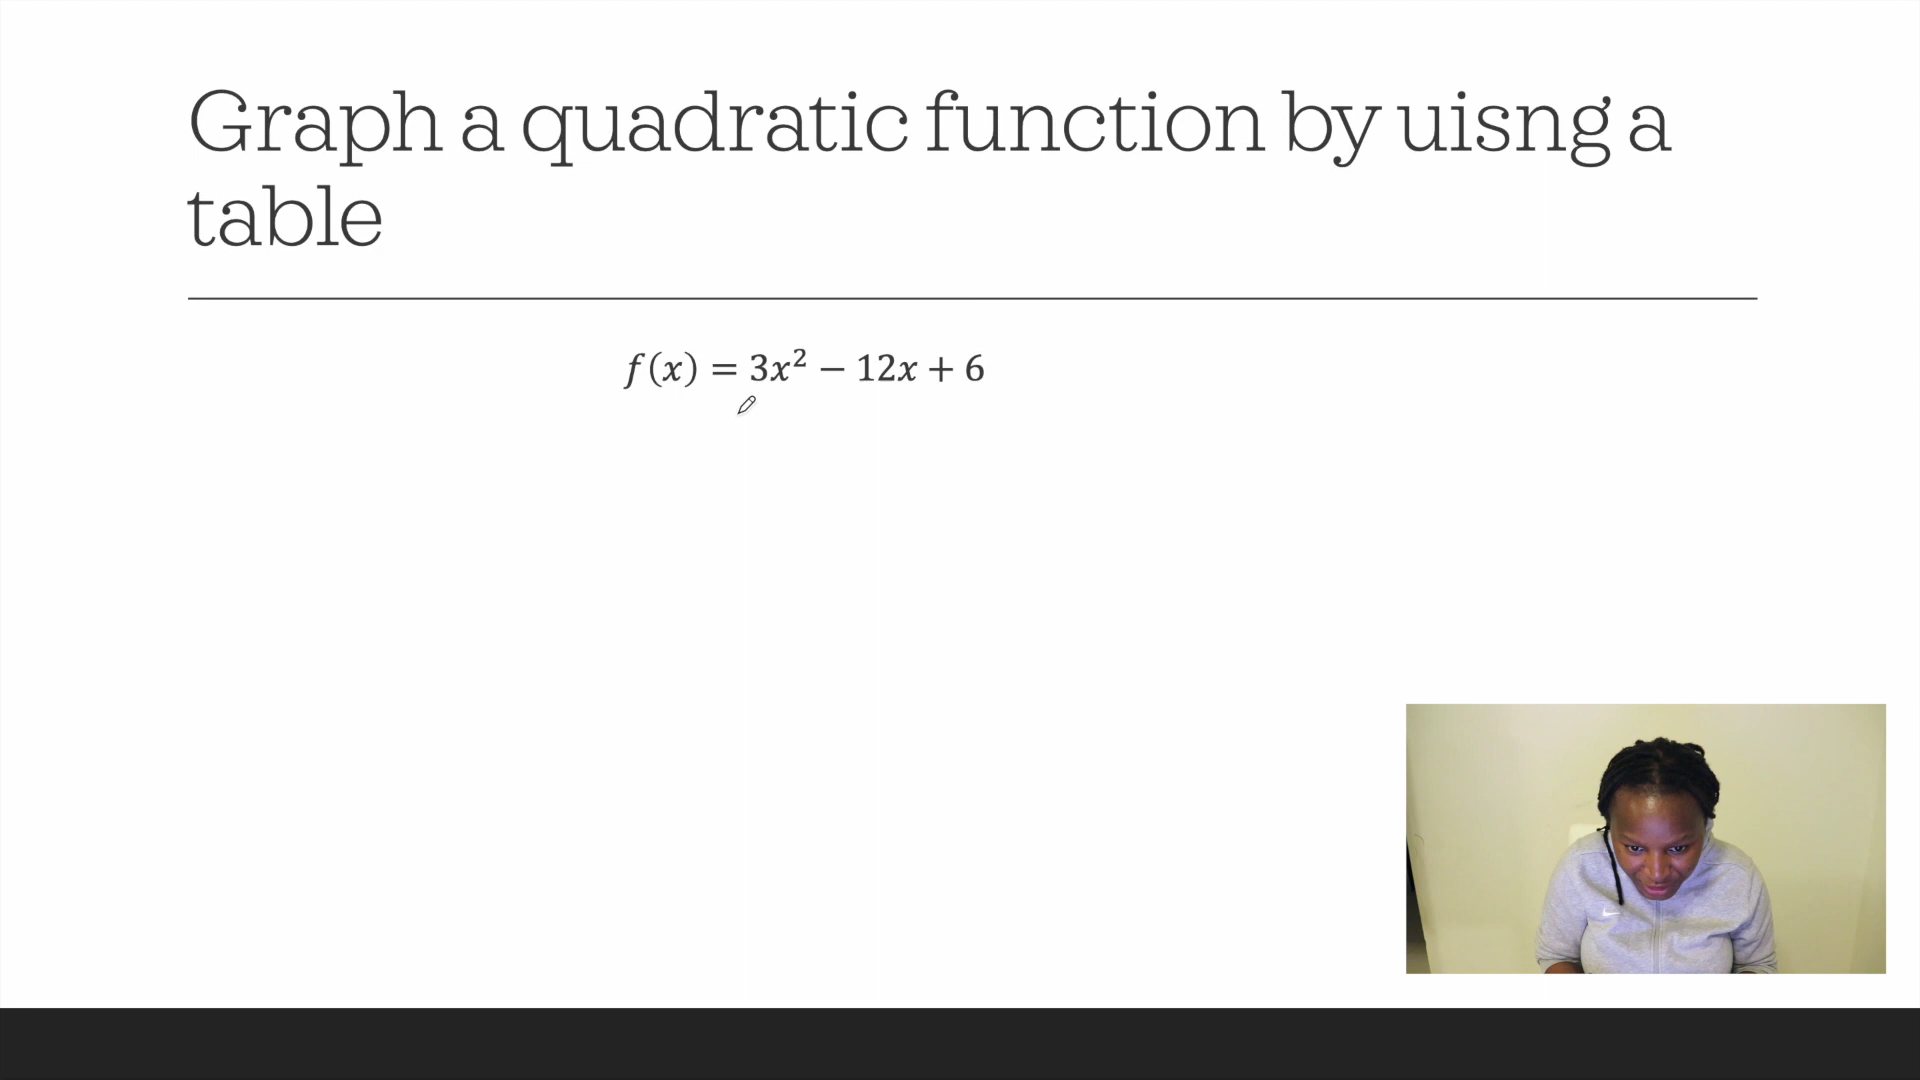 Graph a quadratic function by uisng a
table
f(x) = 3x² − 12x + 6